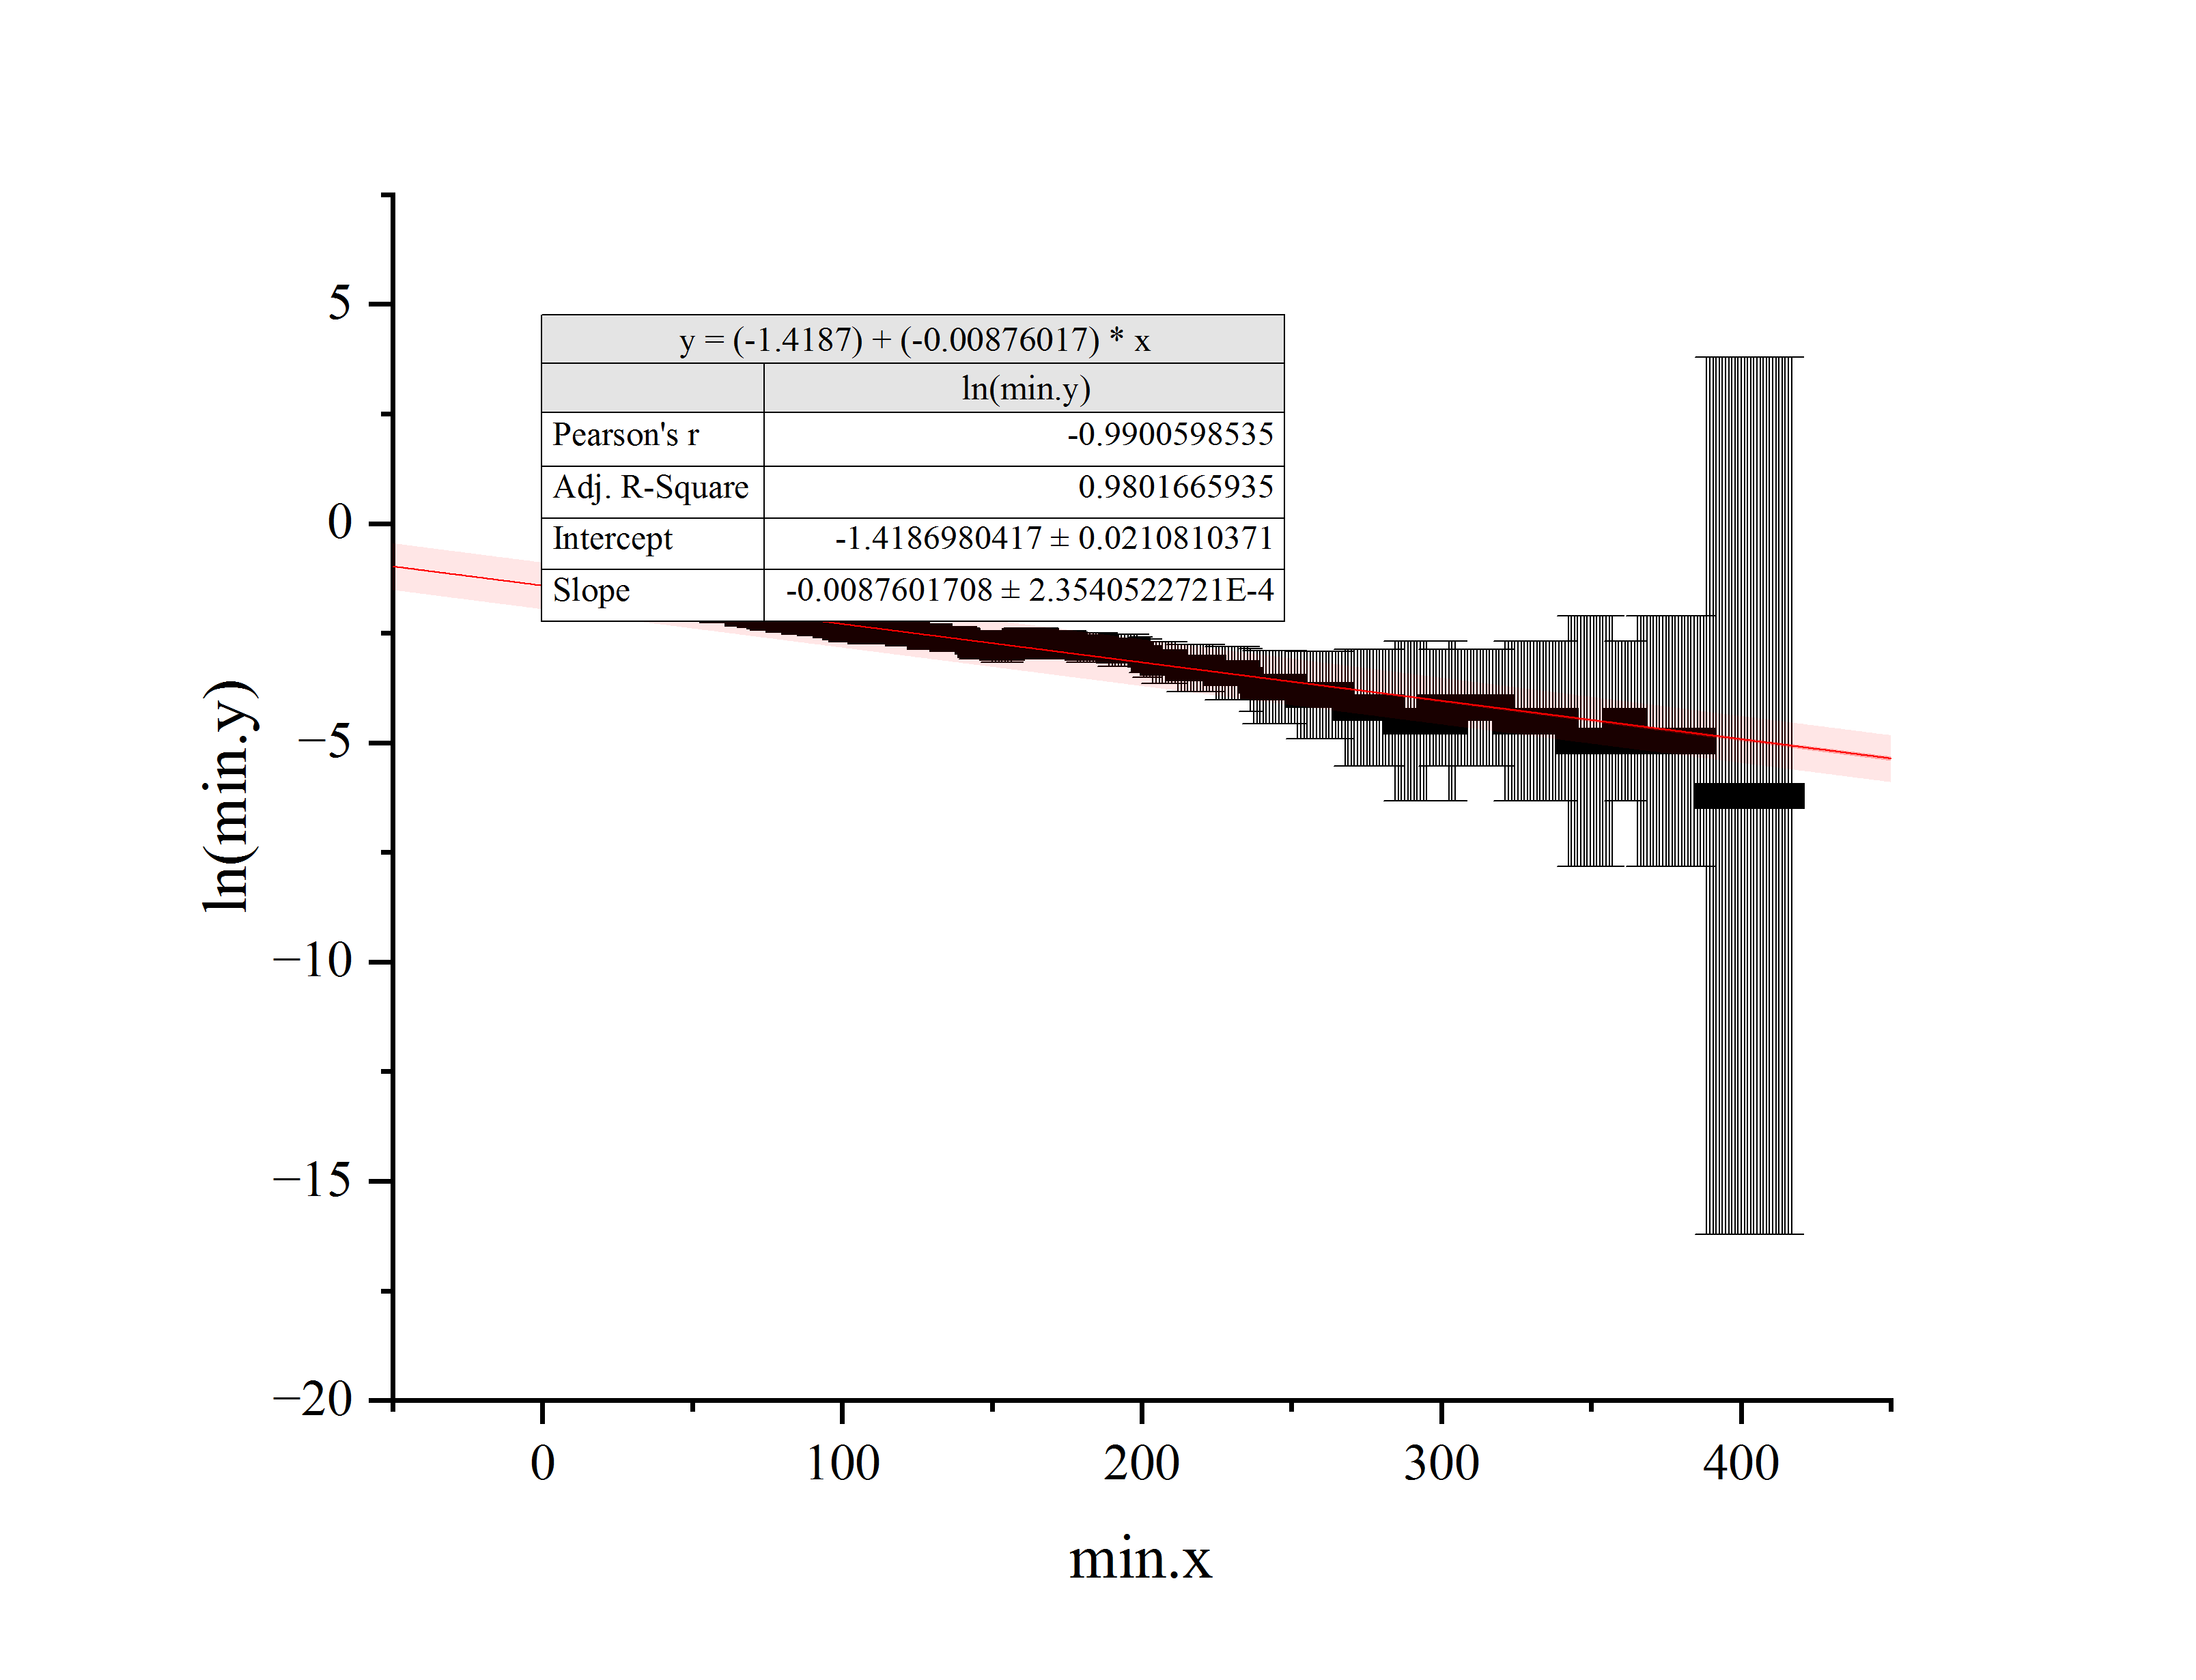 y = (-1.4187) + (-0.00876017) * x
ln(min.y)
Pearson's r -0.9900598535
Adj. R-Square 0.9801665935
Intercept -1.4186980417 ± 0.0210810371
Slope -0.0087601708 ± 2.3540522721E-4
5
0
−5
−10
−15
−20
ln(min.y)
0 100 200 300 400
min.x